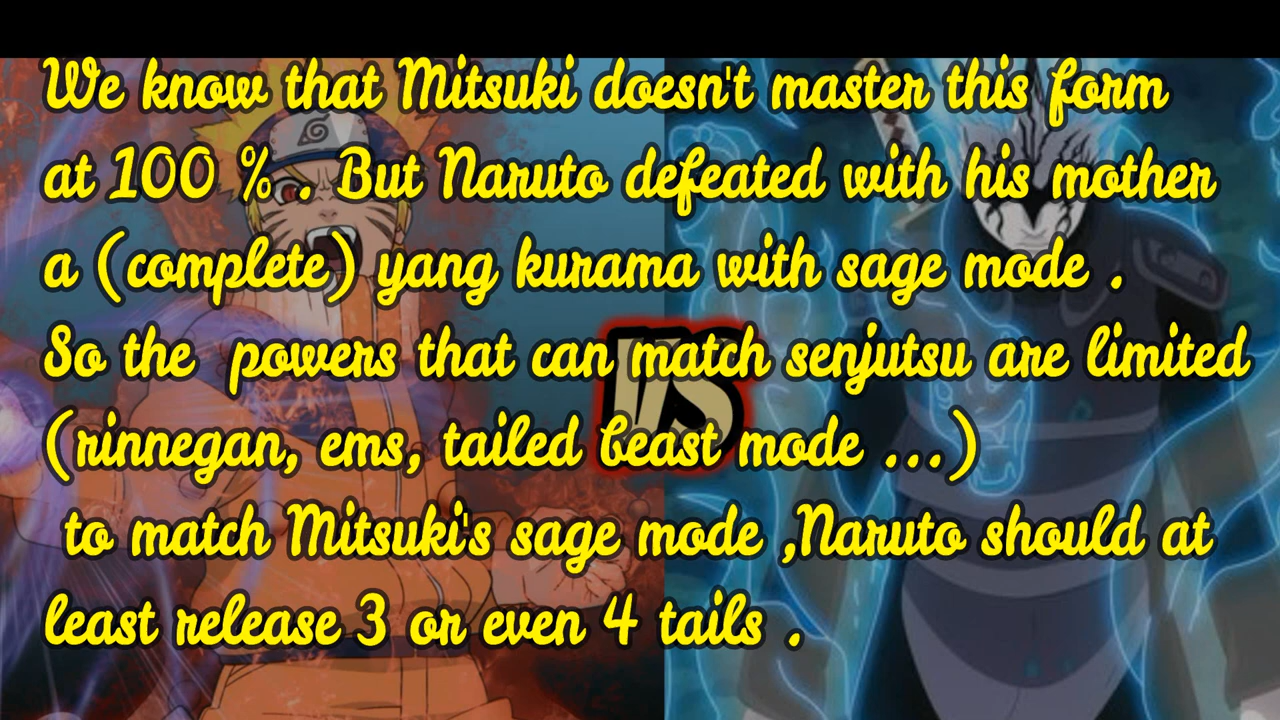 We know that Mitsuki doesn't master this form
at 100 % . But Naruto defeated with his mother
a (complete) yang kurama with sage mode .
So the powers that can match senjutsu are limited
VS
(rinnegan, ems, tailed beast mode ...)
to match Mitsuki's sage mode ,Naruto should at
least release 3 or even 4 tails .